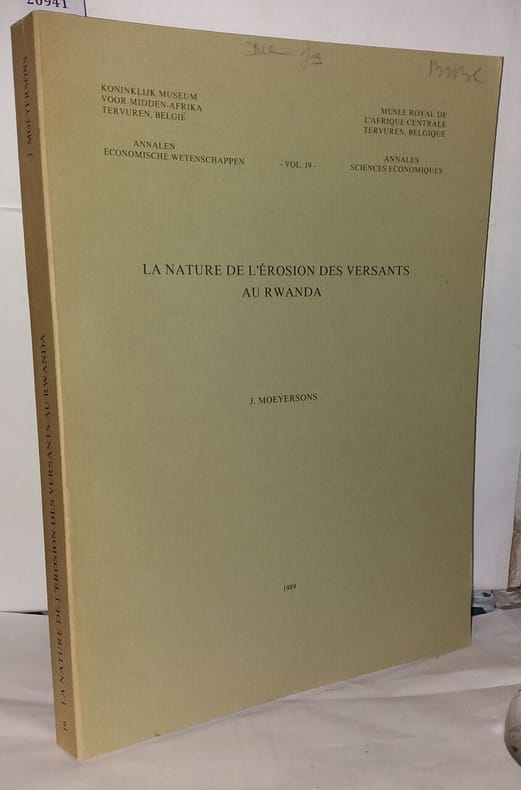 20941
KONINKLIJK MUSEUM
VOOR MIDDEN-AFRIKA
TERVUREN, BELGIË
MUSEE ROYAL DE
L'AFRIQUE CENTRALE
TERVUREN, BELGIQUE
ANNALEN
ECONOMISCHE WETENSCHAPPEN
- VOL. 19 -
ANNALES
SCIENCES ECONOMIQUES
LA NATURE DE L'ÉROSION DES VERSANTS
AU RWANDA
J. MOEYERSONS
1989
19 LA NATURE DE L'ÉROSION DES VERSANTS AU RWANDA J. MOEYERSONS